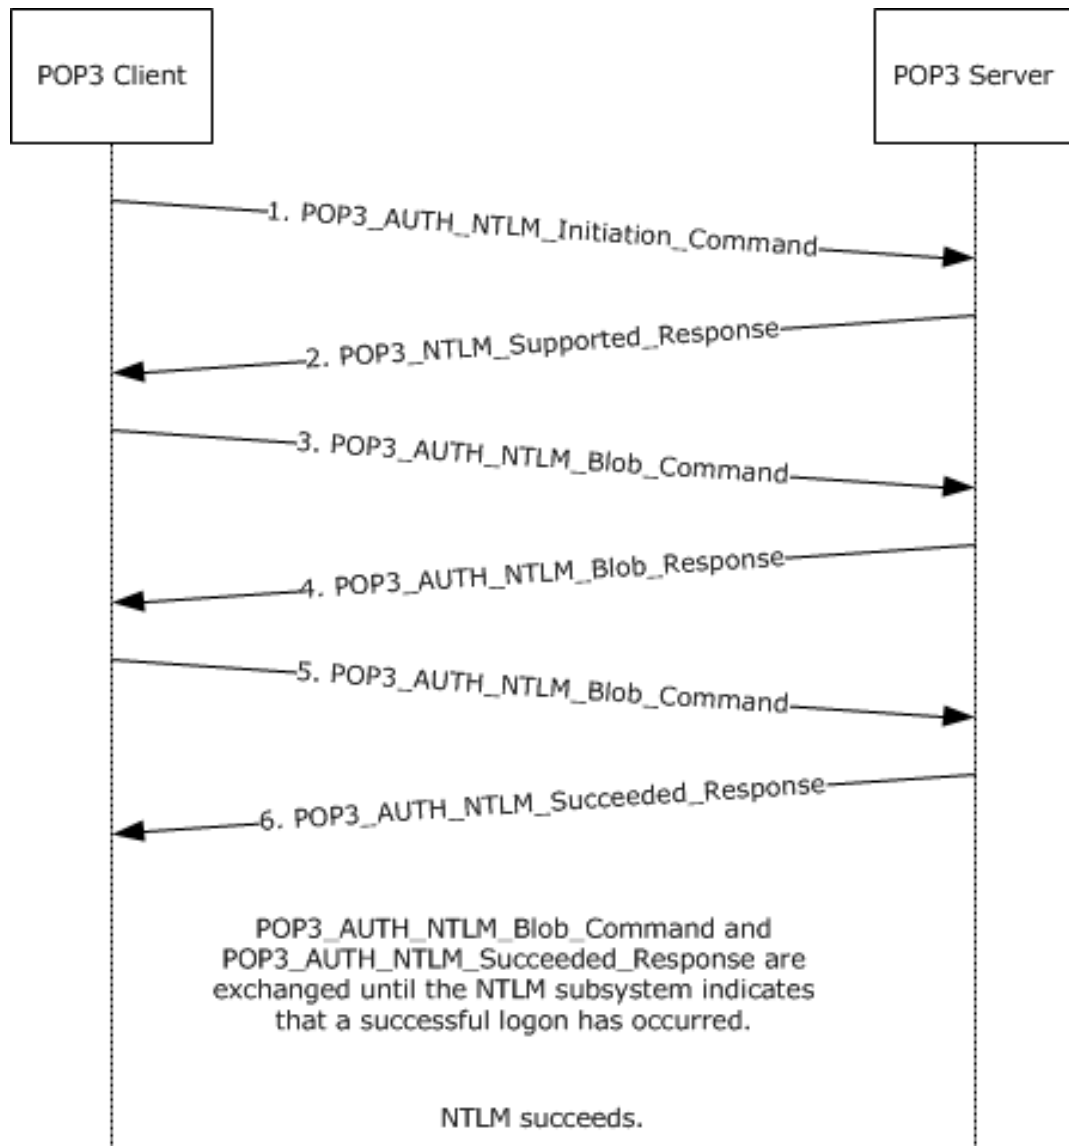 POP3 Client
POP3 Server
1. POP3_AUTH_NTLM_Initiation_Command
2. POP3_NTLM_Supported_Response
3. POP3_AUTH_NTLM_Blob_Command
4. POP3_AUTH_NTLM_Blob_Response
5. POP3_AUTH_NTLM_Blob_Command
6. POP3_AUTH_NTLM_Succeeded_Response
POP3_AUTH_NTLM_Blob_Command and
POP3_AUTH_NTLM_Succeeded_Response are
exchanged until the NTLM subsystem indicates
that a successful logon has occurred.
NTLM succeeds.